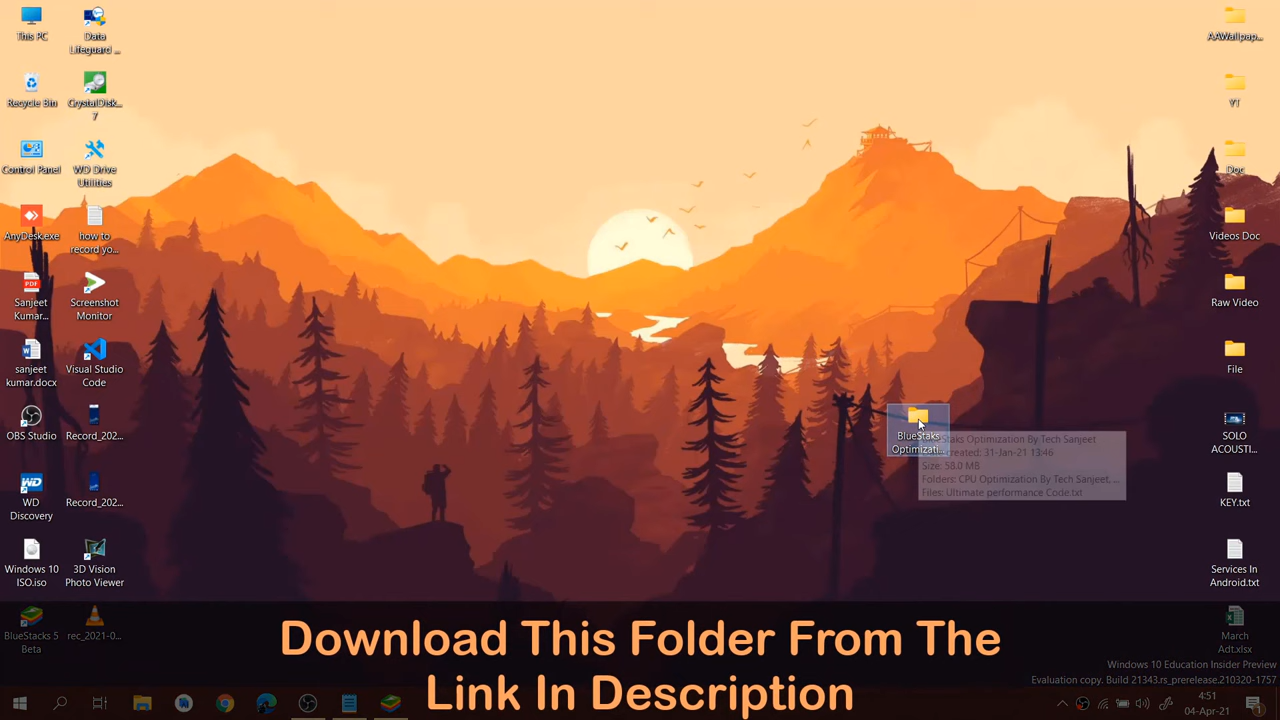 This PC
Data
Lifeguard ...
Recycle Bin
CrystalDisk...
7
Control Panel
WD Drive
Utilities
AnyDesk.exe
how to
record yo...
Sanjeet
Kumar...
Screenshot
Monitor
sanjeet
kumar.docx
Visual Studio
Code
OBS Studio
Record_202...
WD
Discovery
Record_202...
Windows 10
ISO.iso
3D Vision
Photo Viewer
BlueStacks 5
Beta
rec_2021-0...
BlueStaks
Optimizati...
Staks Optimization By Tech Sanjeet
created: 31-Jan-21 13:46
Size: 58.0 MB
Folders: CPU Optimization By Tech Sanjeet, ...
Files: Ultimate performance Code.txt
AAWallpap...
YT
Doc
Videos Doc
Raw Video
File
SOLO
ACOUSTI...
KEY.txt
Services In
Android.txt
March
Adt.xlsx
Download This Folder From The
Link In Description
Windows 10 Education Insider Preview
Evaluation copy. Build 21343.rs_prerelease.210320-1757
4:51
04-Apr-21
1